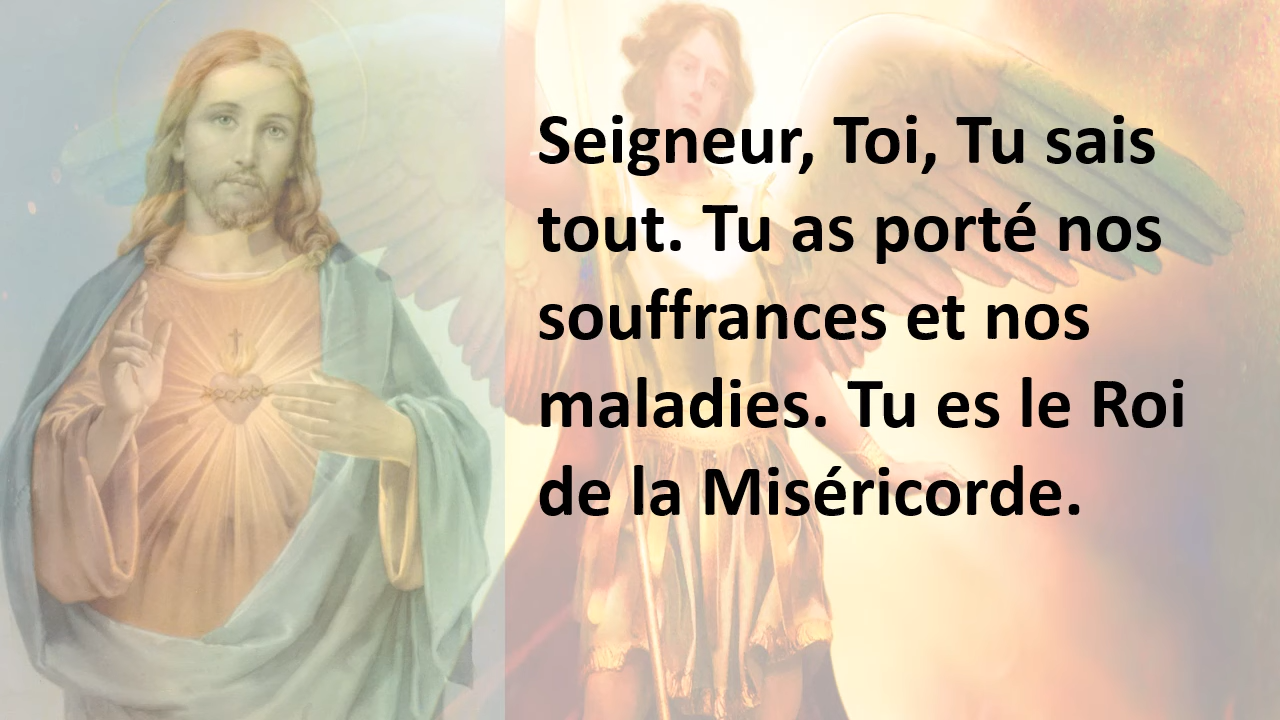 Seigneur, Toi, Tu sais
tout. Tu as porté nos
souffrances et nos
maladies. Tu es le Roi
de la Miséricorde.